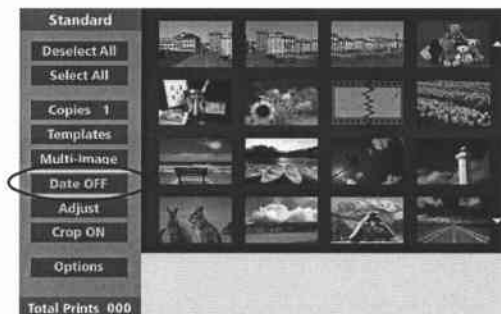 Standard
Deselect All
Select All
Copies 1
Templates
Multi-Image
Date OFF
Adjust
Crop ON
Options
Total Prints 000